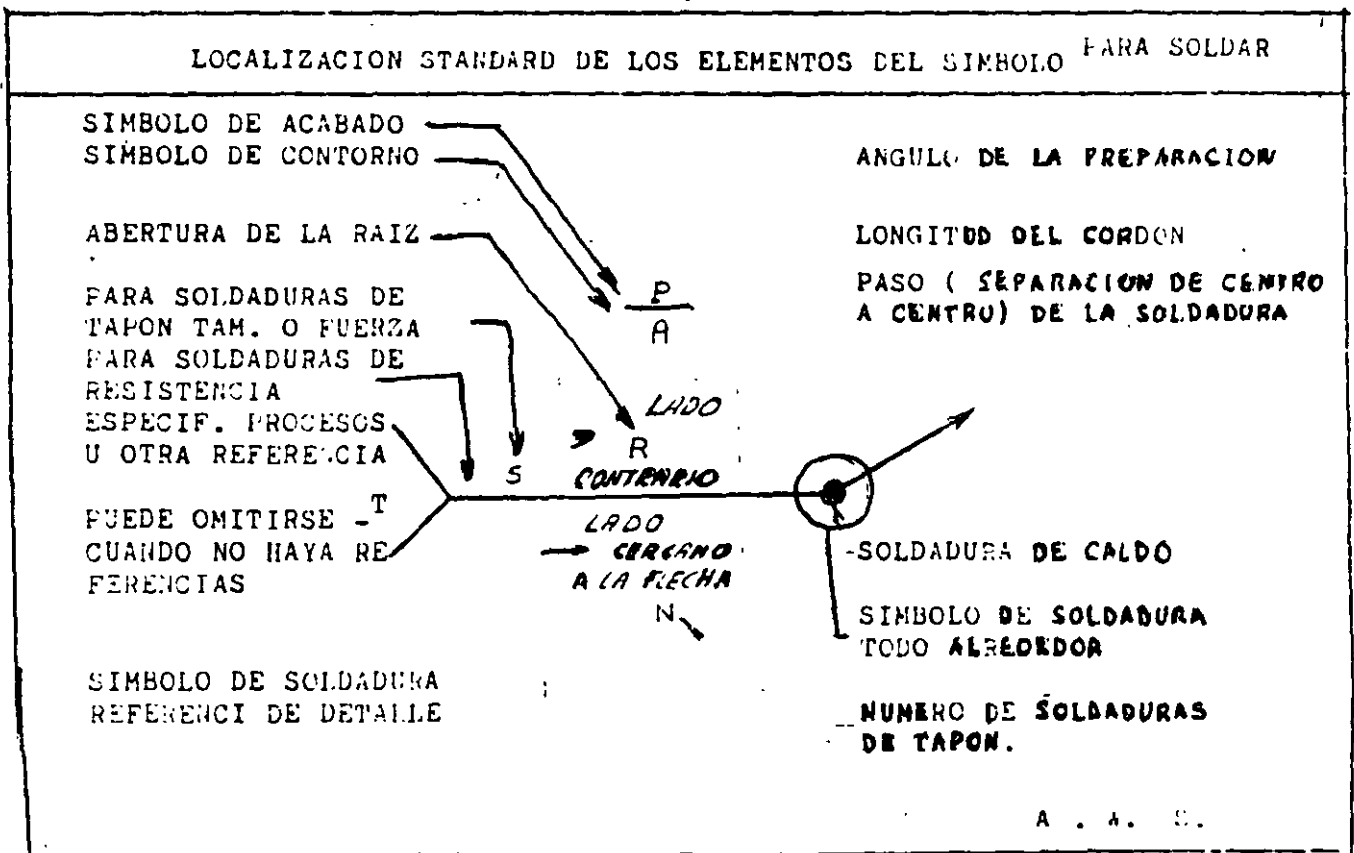 LOCALIZACION STANDARD DE LOS ELEMENTOS DEL SIMBOLO PARA SOLDAR
SIMBOLO DE ACABADO
SIMBOLO DE CONTORNO
ABERTURA DE LA RAIZ
PARA SOLDADURAS DE
TAPON TAM. O FUERZA
PARA SOLDADURAS DE
RESISTENCIA
ESPECIF. PROCESOS
U OTRA REFERENCIA
PUEDE OMITIRSE
CUANDO NO HAYA RE
FERENCIAS
SIMBOLO DE SOLDADURA
REFERENCI DE DETALLE
P
A
LADO
R
CONTRARIO
S
T
LADO
CERCANO
A LA FLECHA
N
ANGULO DE LA PREPARACION
LONGITUD DEL CORDON
PASO ( SEPARACION DE CENTRO
A CENTRO) DE LA SOLDADURA
SOLDADURA DE CALDO
SIMBOLO DE SOLDADURA
TODO ALREDEDOR
NUMERO DE SOLDADURAS
DE TAPON.